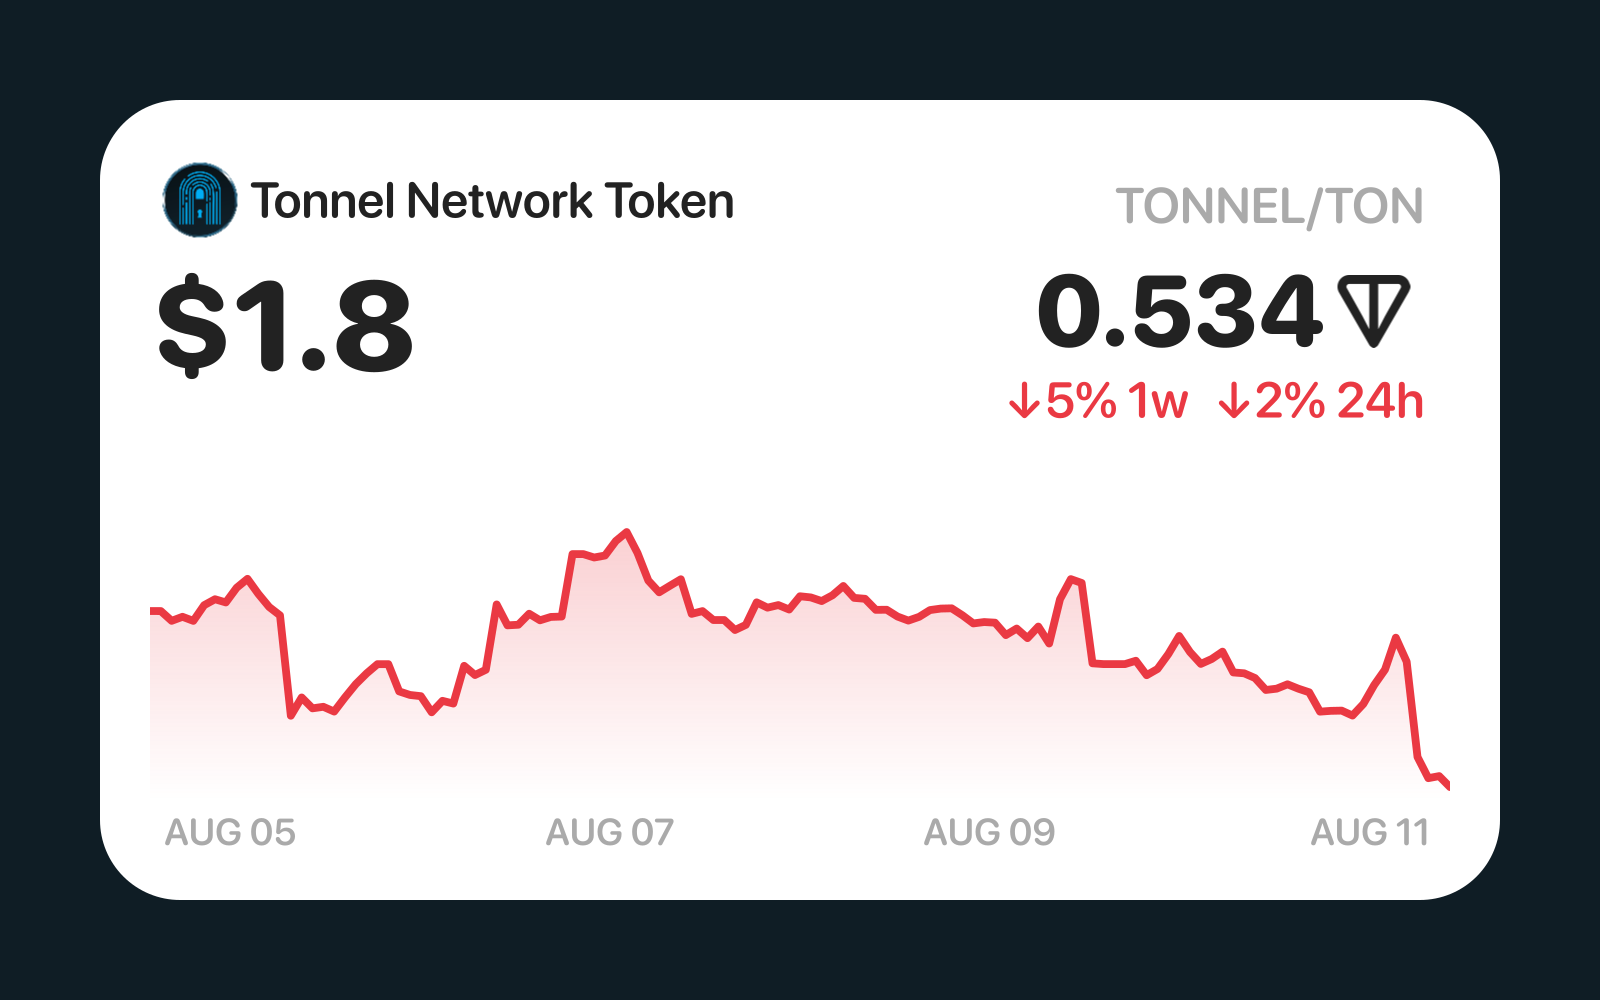 Tonnel Network Token
TONNEL/TON
$1.8
0.534
↓5% 1w ↓2% 24h
AUG 05 AUG 07 AUG 09 AUG 11